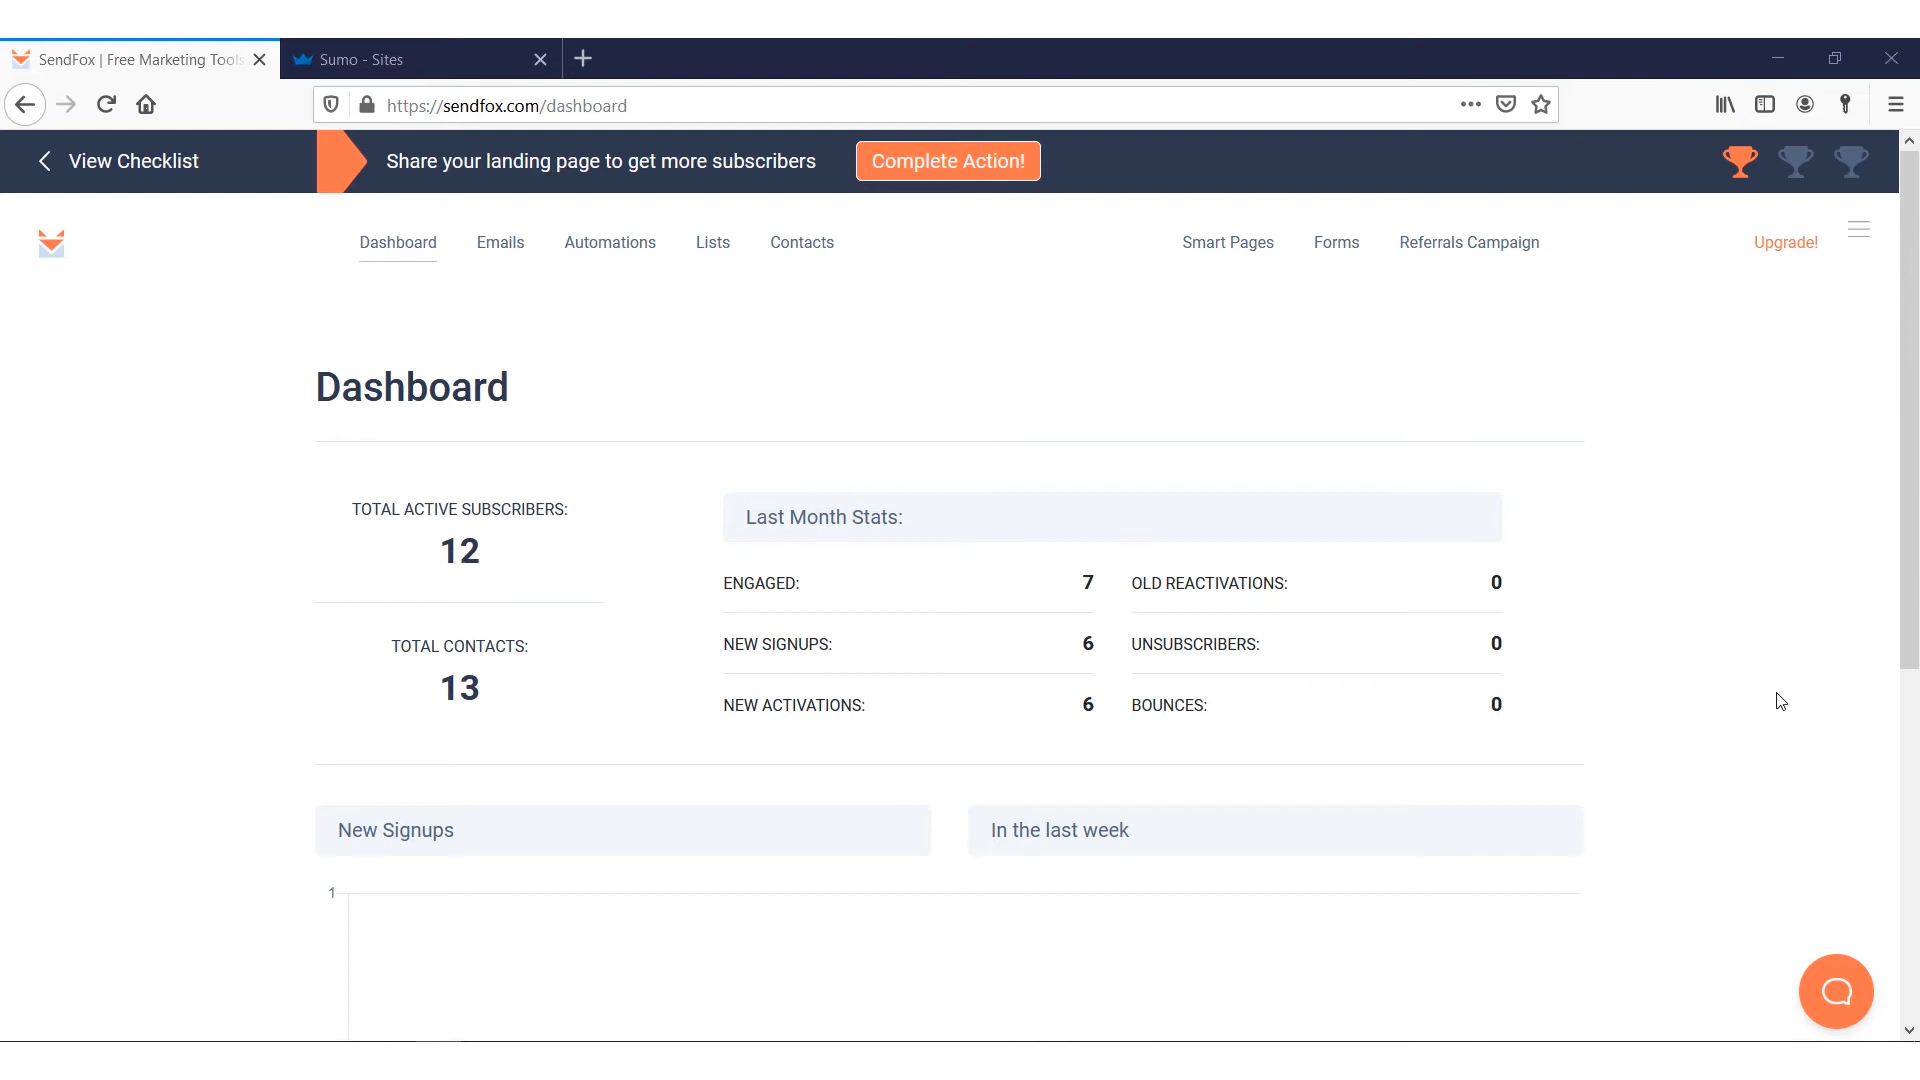 SendFox | Free Marketing Tools
Sumo - Sites
https://sendfox.com/dashboard
View Checklist
Share your landing page to get more subscribers
Complete Action!
Dashboard
Emails
Automations
Lists
Contacts
Smart Pages
Forms
Referrals Campaign
Upgrade!
Dashboard
TOTAL ACTIVE SUBSCRIBERS:
12
TOTAL CONTACTS:
13
Last Month Stats:
ENGAGED: 7
OLD REACTIVATIONS: 0
NEW SIGNUPS: 6
UNSUBSCRIBERS: 0
NEW ACTIVATIONS: 6
BOUNCES: 0
New Signups
In the last week
1